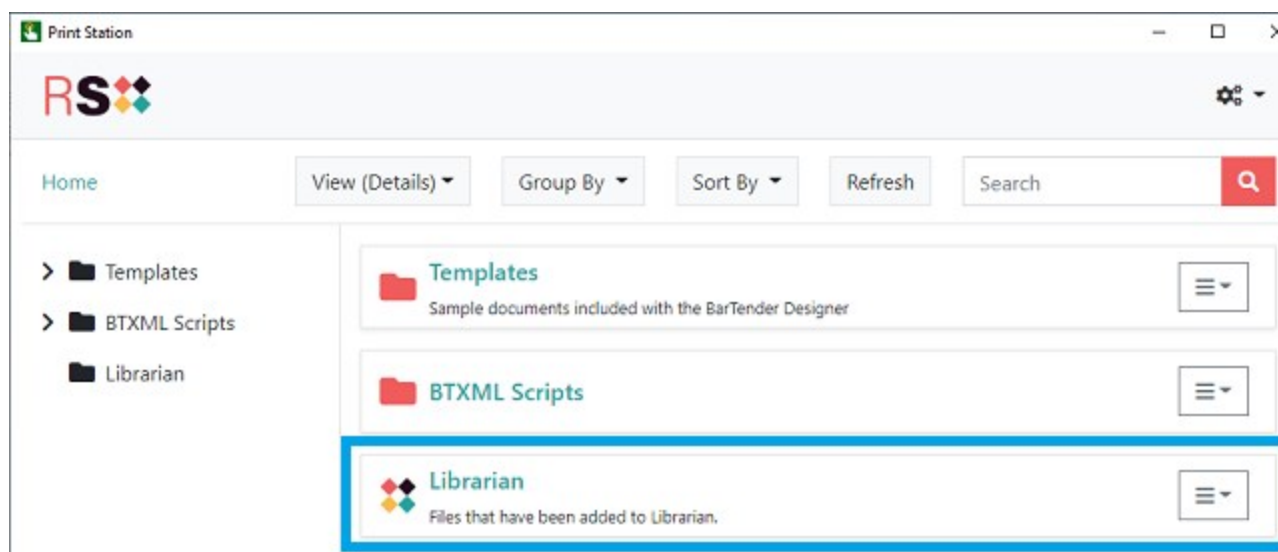 Print Station
RS
Home
View (Details)
Group By
Sort By
Refresh
Search
Templates
BTXML Scripts
Librarian
Templates
Sample documents included with the BarTender Designer
BTXML Scripts
Librarian
Files that have been added to Librarian.